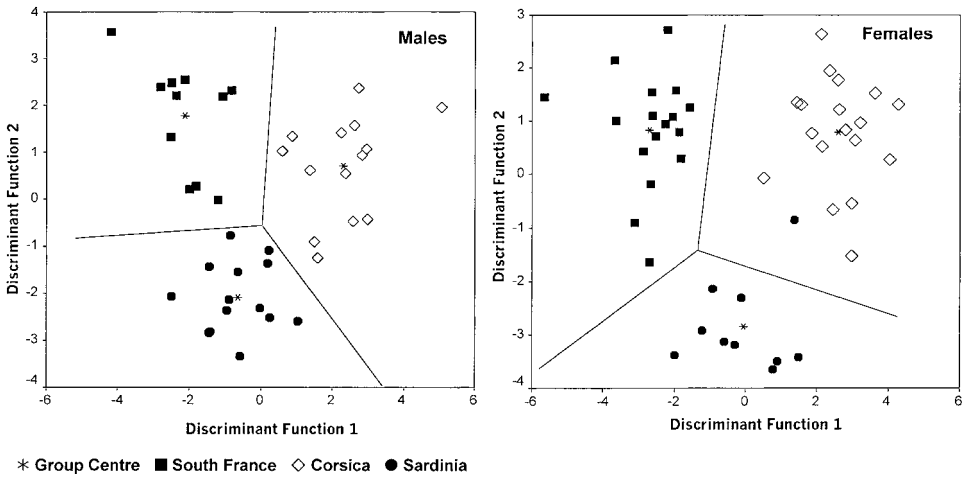 Males
Discriminant Function 2
4
3
2
1
0
-1
-2
-3
-4
-6 -4 -2 0 2 4 6
Discriminant Function 1
Females
Discriminant Function 2
3
2
1
0
-1
-2
-3
-4
-6 -4 -2 0 2 4 6
Discriminant Function 1
Group Centre South France Corsica Sardinia